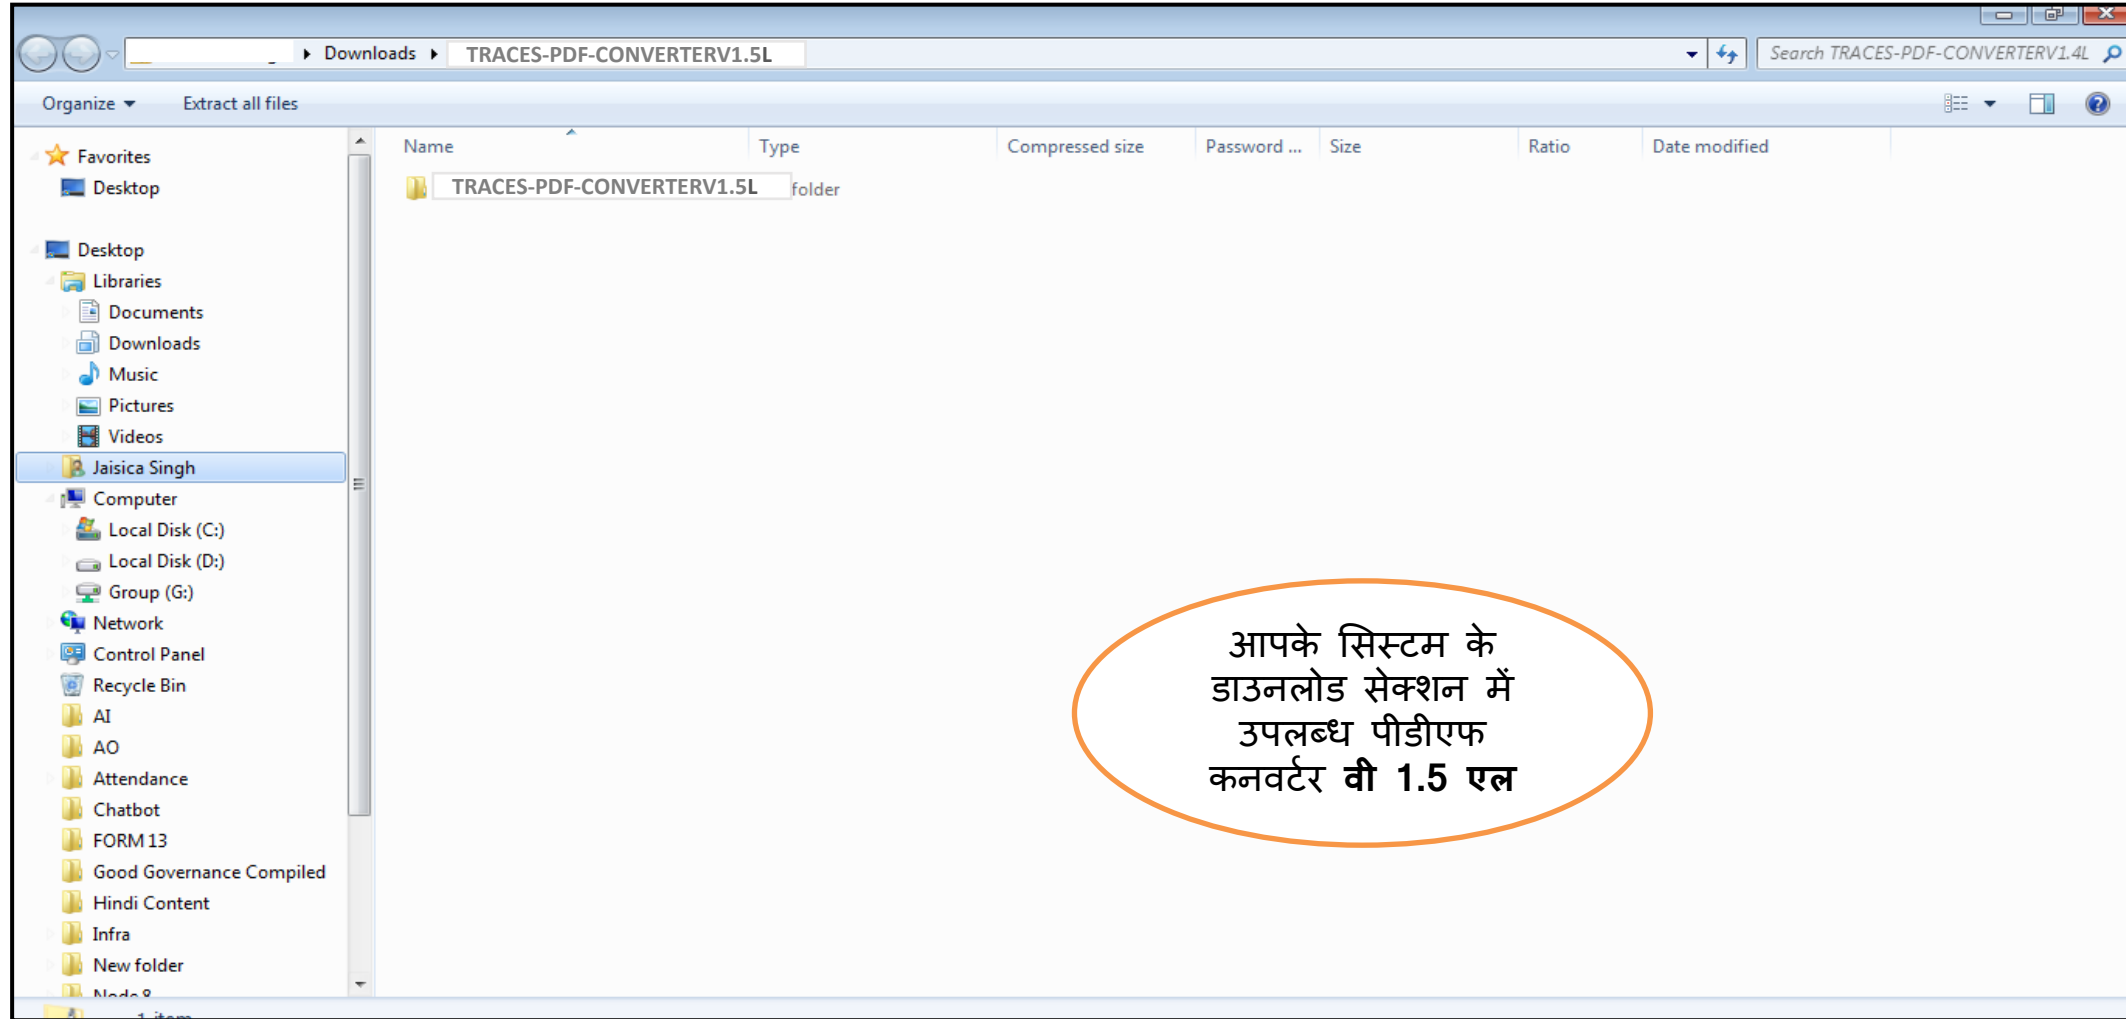 Downloads
TRACES-PDF-CONVERTERV1.5L
Search TRACES-PDF-CONVERTERV1.4L
Organize
Extract all files
Name
Type
Compressed size
Password ...
Size
Ratio
Date modified
TRACES-PDF-CONVERTERV1.5L
folder
Favorites
Desktop
Desktop
Libraries
Documents
Downloads
Music
Pictures
Videos
Jaisica Singh
Computer
Local Disk (C:)
Local Disk (D:)
Group (G:)
Network
Control Panel
Recycle Bin
AI
AO
Attendance
Chatbot
FORM 13
Good Governance Compiled
Hindi Content
Infra
New folder
आपके सिस्टम के
डाउनलोड सेक्शन में
उपलब्ध पीडीएफ
कनवर्टर वी 1.5 एल